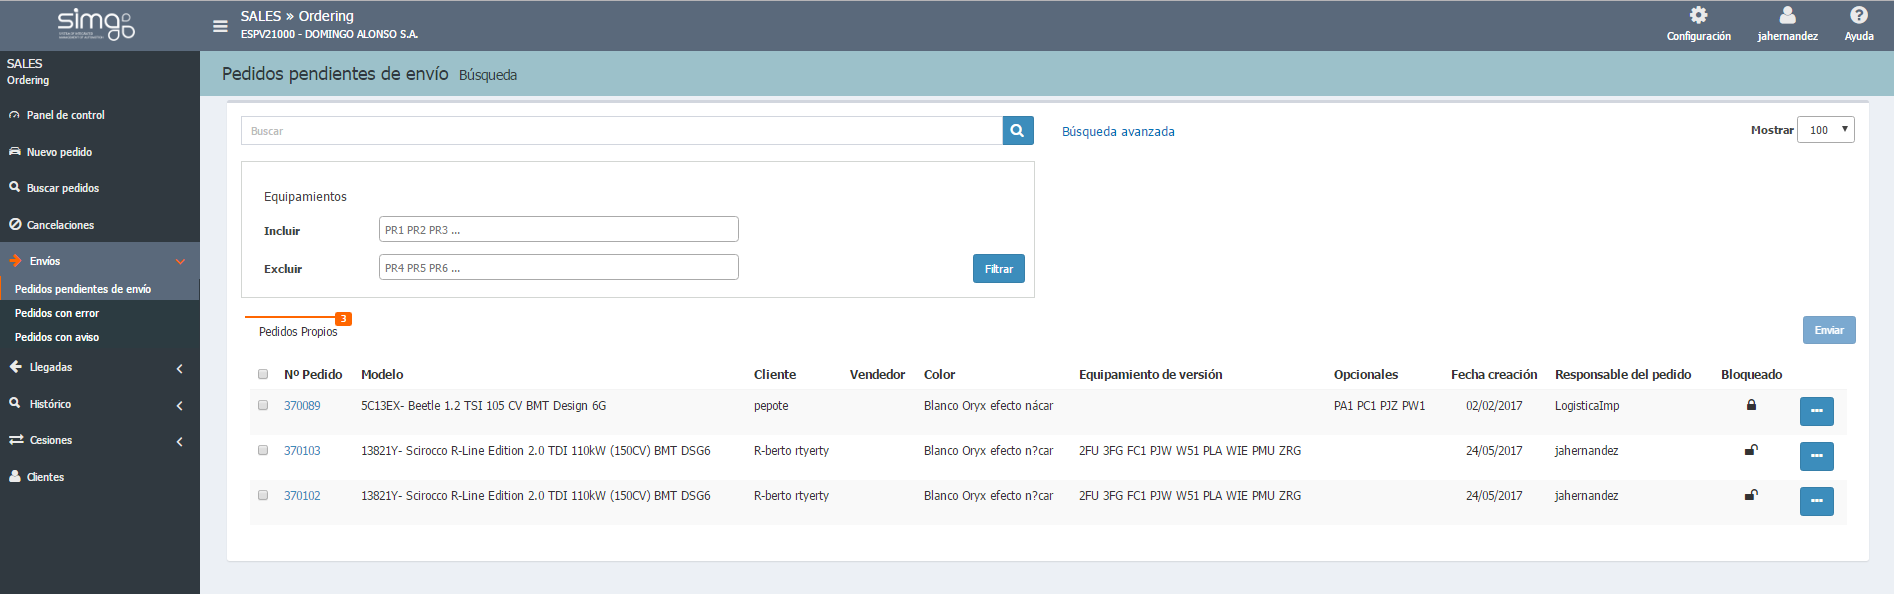 simgo
SALES » Ordering
ESPV21000 - DOMINGO ALONSO S.A.
Configuración
jahernandez
Ayuda
SALES
Ordering
Panel de control
Nuevo pedido
Buscar pedidos
Cancelaciones
Envíos
Pedidos pendientes de envío
Pedidos con error
Pedidos con aviso
Llegadas
Histórico
Cesiones
Clientes
Pedidos pendientes de envío Búsqueda
Buscar
Búsqueda avanzada
Mostrar 100
Equipamientos
Incluir PR1 PR2 PR3 ...
Excluir PR4 PR5 PR6 ...
Filtrar
Pedidos Propios 3
Enviar
Nº Pedido Modelo Cliente Vendedor Color Equipamiento de versión Opcionales Fecha creación Responsable del pedido Bloqueado
370089 5C13EX- Beetle 1.2 TSI 105 CV BMT Design 6G pepote Blanco Oryx efecto nácar PA1 PC1 PJZ PW1 02/02/2017 LogisticaImp
370103 13821Y- Scirocco R-Line Edition 2.0 TDI 110kW (150CV) BMT DSG6 R-berto rtyerty Blanco Oryx efecto n?car 2FU 3FG FC1 PJW W51 PLA WIE PMU ZRG 24/05/2017 jahernandez
370102 13821Y- Scirocco R-Line Edition 2.0 TDI 110kW (150CV) BMT DSG6 R-berto rtyerty Blanco Oryx efecto n?car 2FU 3FG FC1 PJW W51 PLA WIE PMU ZRG 24/05/2017 jahernandez